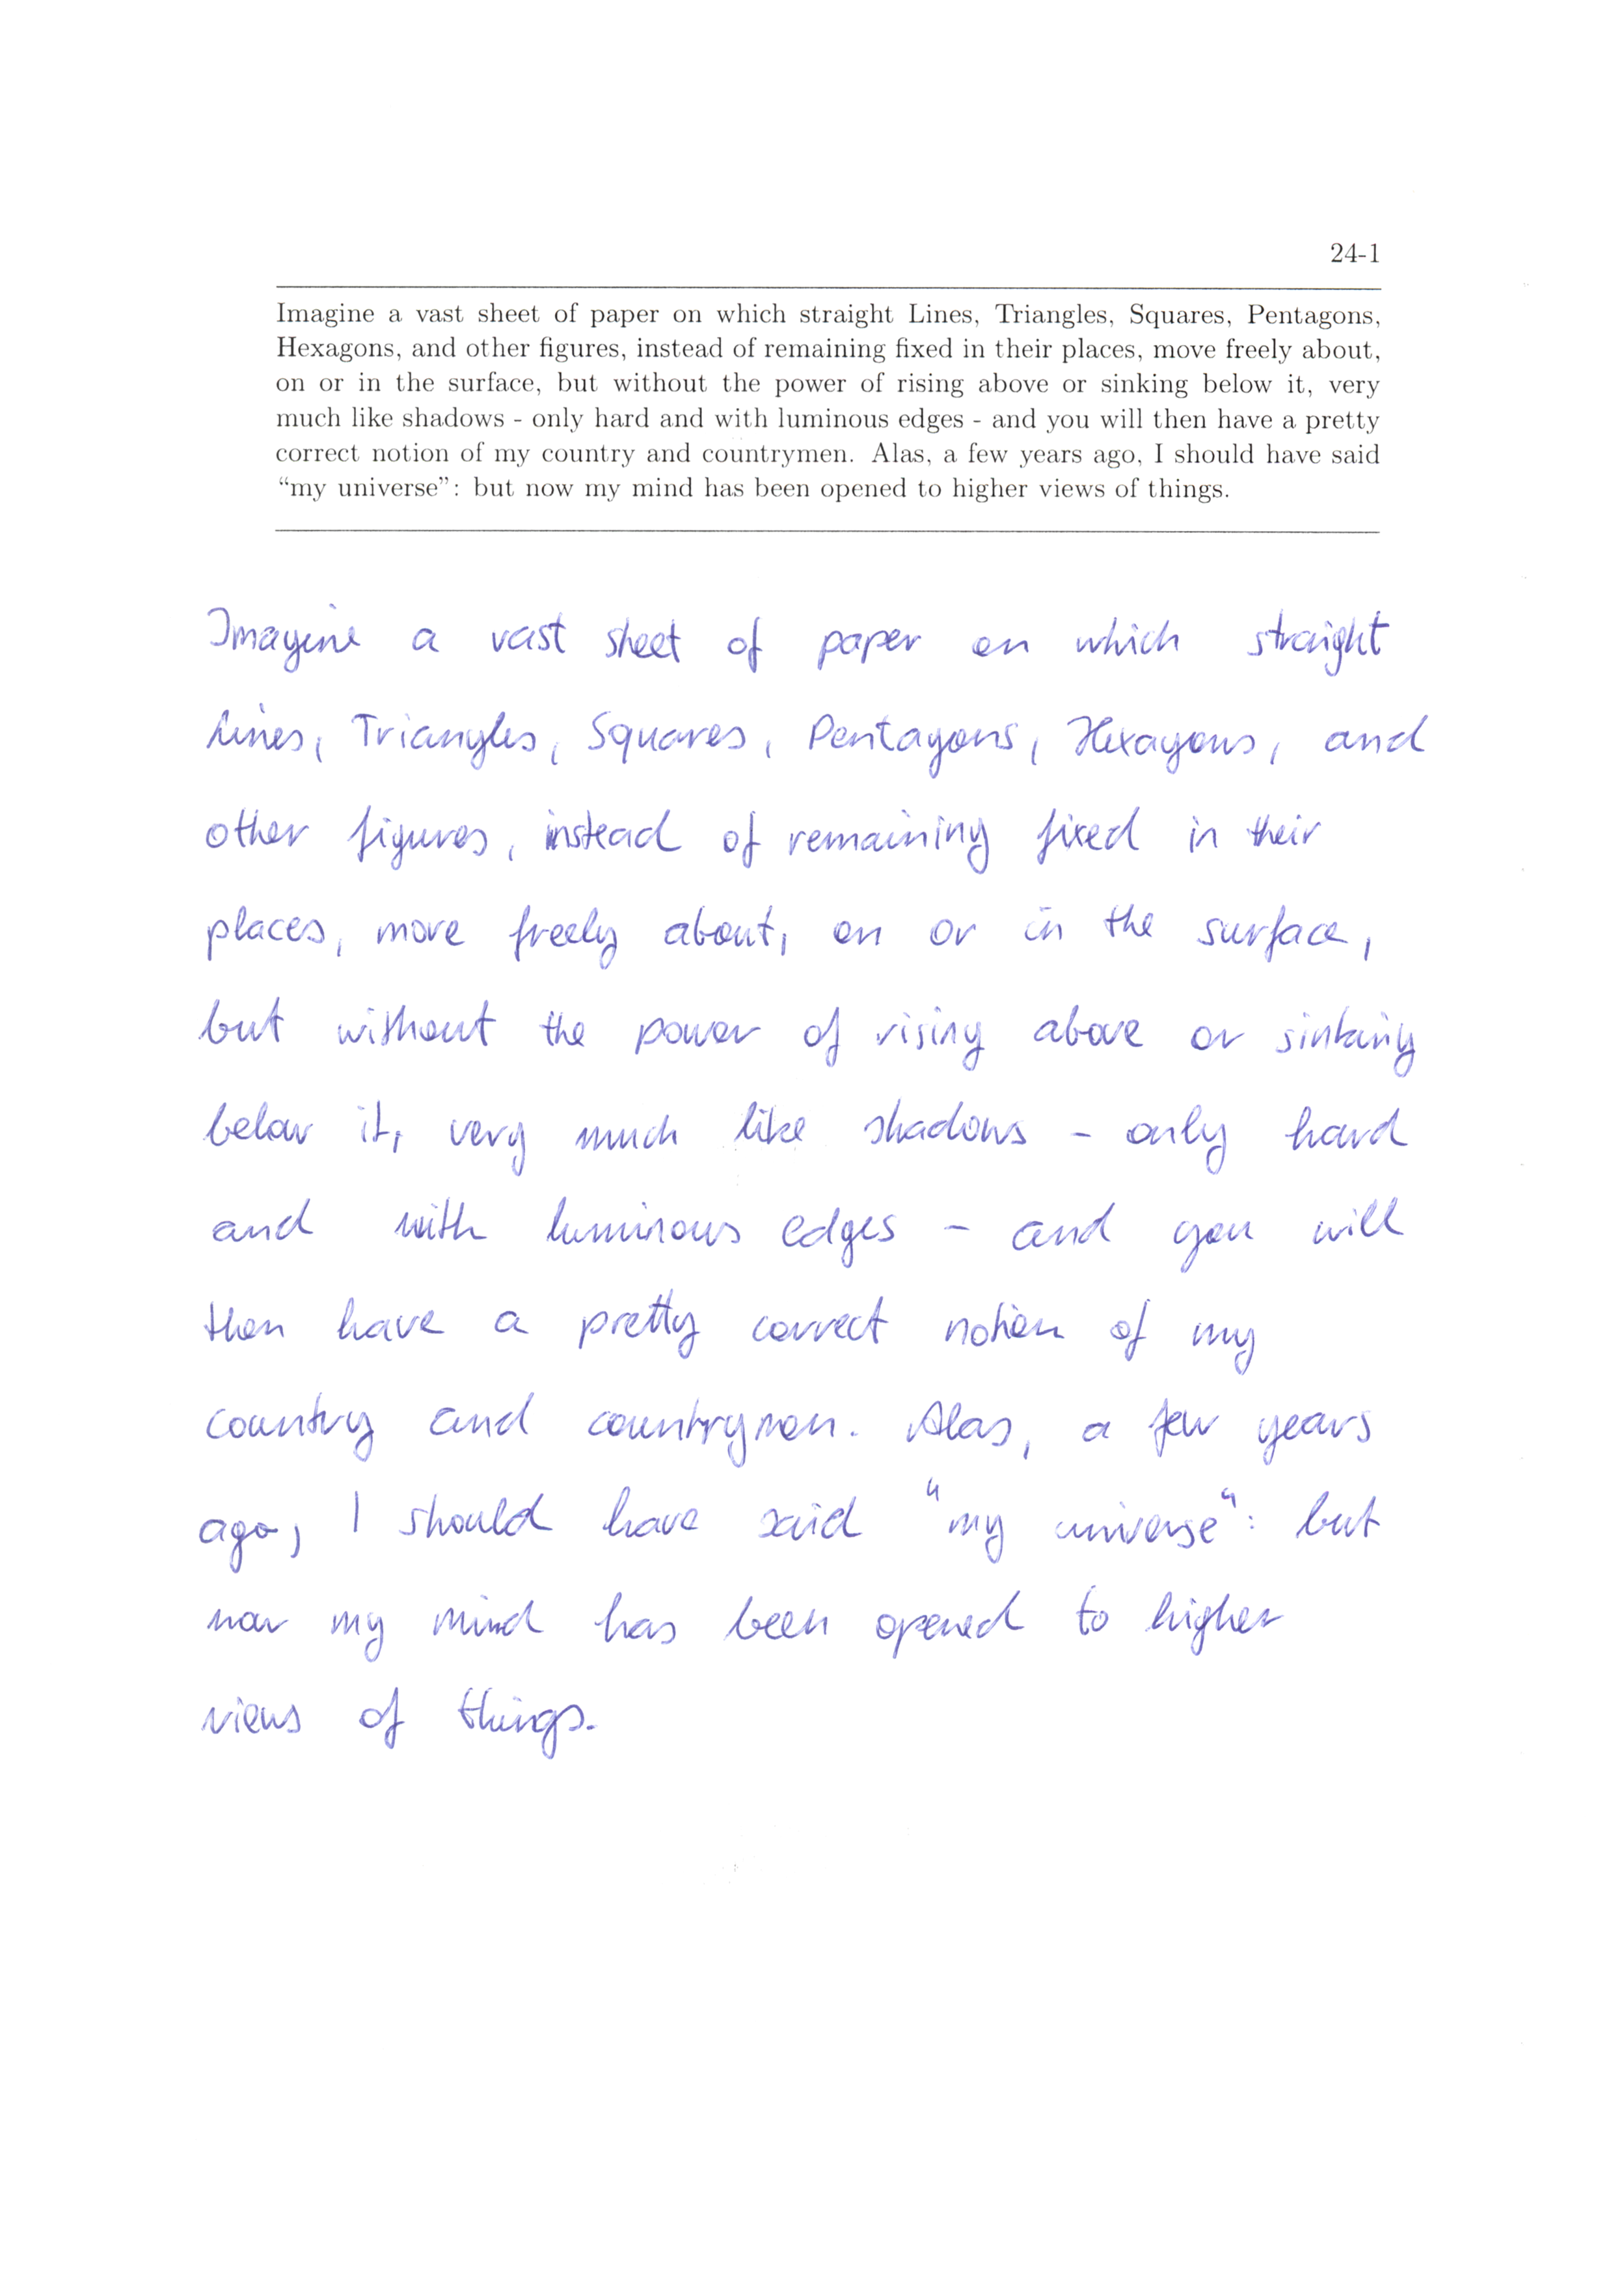 24-1
Imagine a vast sheet of paper on which straight Lines, Triangles, Squares, Pentagons,
Hexagons, and other figures, instead of remaining fixed in their places, move freely about,
on or in the surface, but without the power of rising above or sinking below it, very
much like shadows - only hard and with luminous edges - and you will then have a pretty
correct notion of my country and countrymen. Alas, a few years ago, I should have said
“my universe”: but now my mind has been opened to higher views of things.
Imagine a vast sheet of paper on which straight
Lines, Triangles, Squares, Pentagons, Hexagons, and
other figures, instead of remaining fixed in their
places, move freely about, on or in the surface,
but without the power of rising above or sinking
below it, very much like shadows - only hard
and with luminous edges - and you will
then have a pretty correct notion of my
country and countrymen. Alas, a few years
ago, I should have said "my universe": but
now my mind has been opened to higher
views of things.